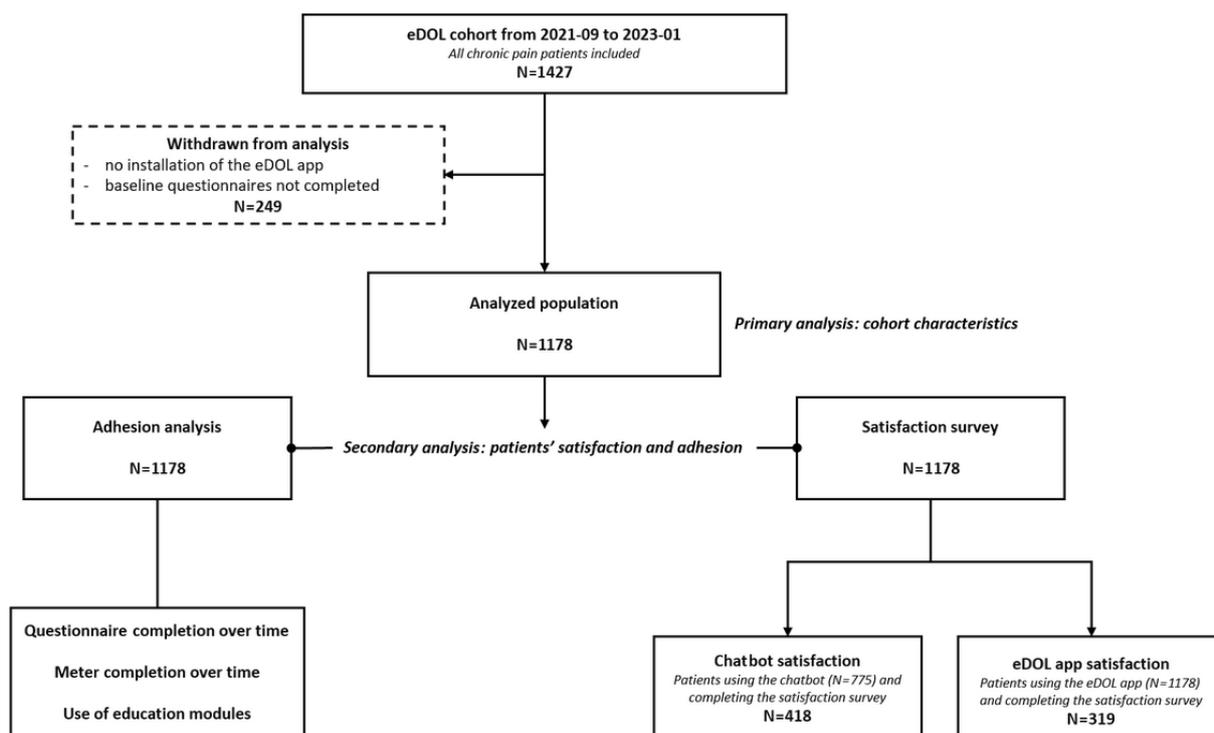 eDOL cohort from 2021-09 to 2023-01
All chronic pain patients included
N=1427
Withdrawn from analysis
- no installation of the eDOL app
- baseline questionnaires not completed
N=249
Analyzed population
N=1178
Primary analysis: cohort characteristics
Adhesion analysis
N=1178
Secondary analysis: patients’ satisfaction and adhesion
Satisfaction survey
N=1178
Questionnaire completion over time
Meter completion over time
Use of education modules
Chatbot satisfaction
Patients using the chatbot (N=775) and
completing the satisfaction survey
N=418
eDOL app satisfaction
Patients using the eDOL app (N=1178)
and completing the satisfaction survey
N=319